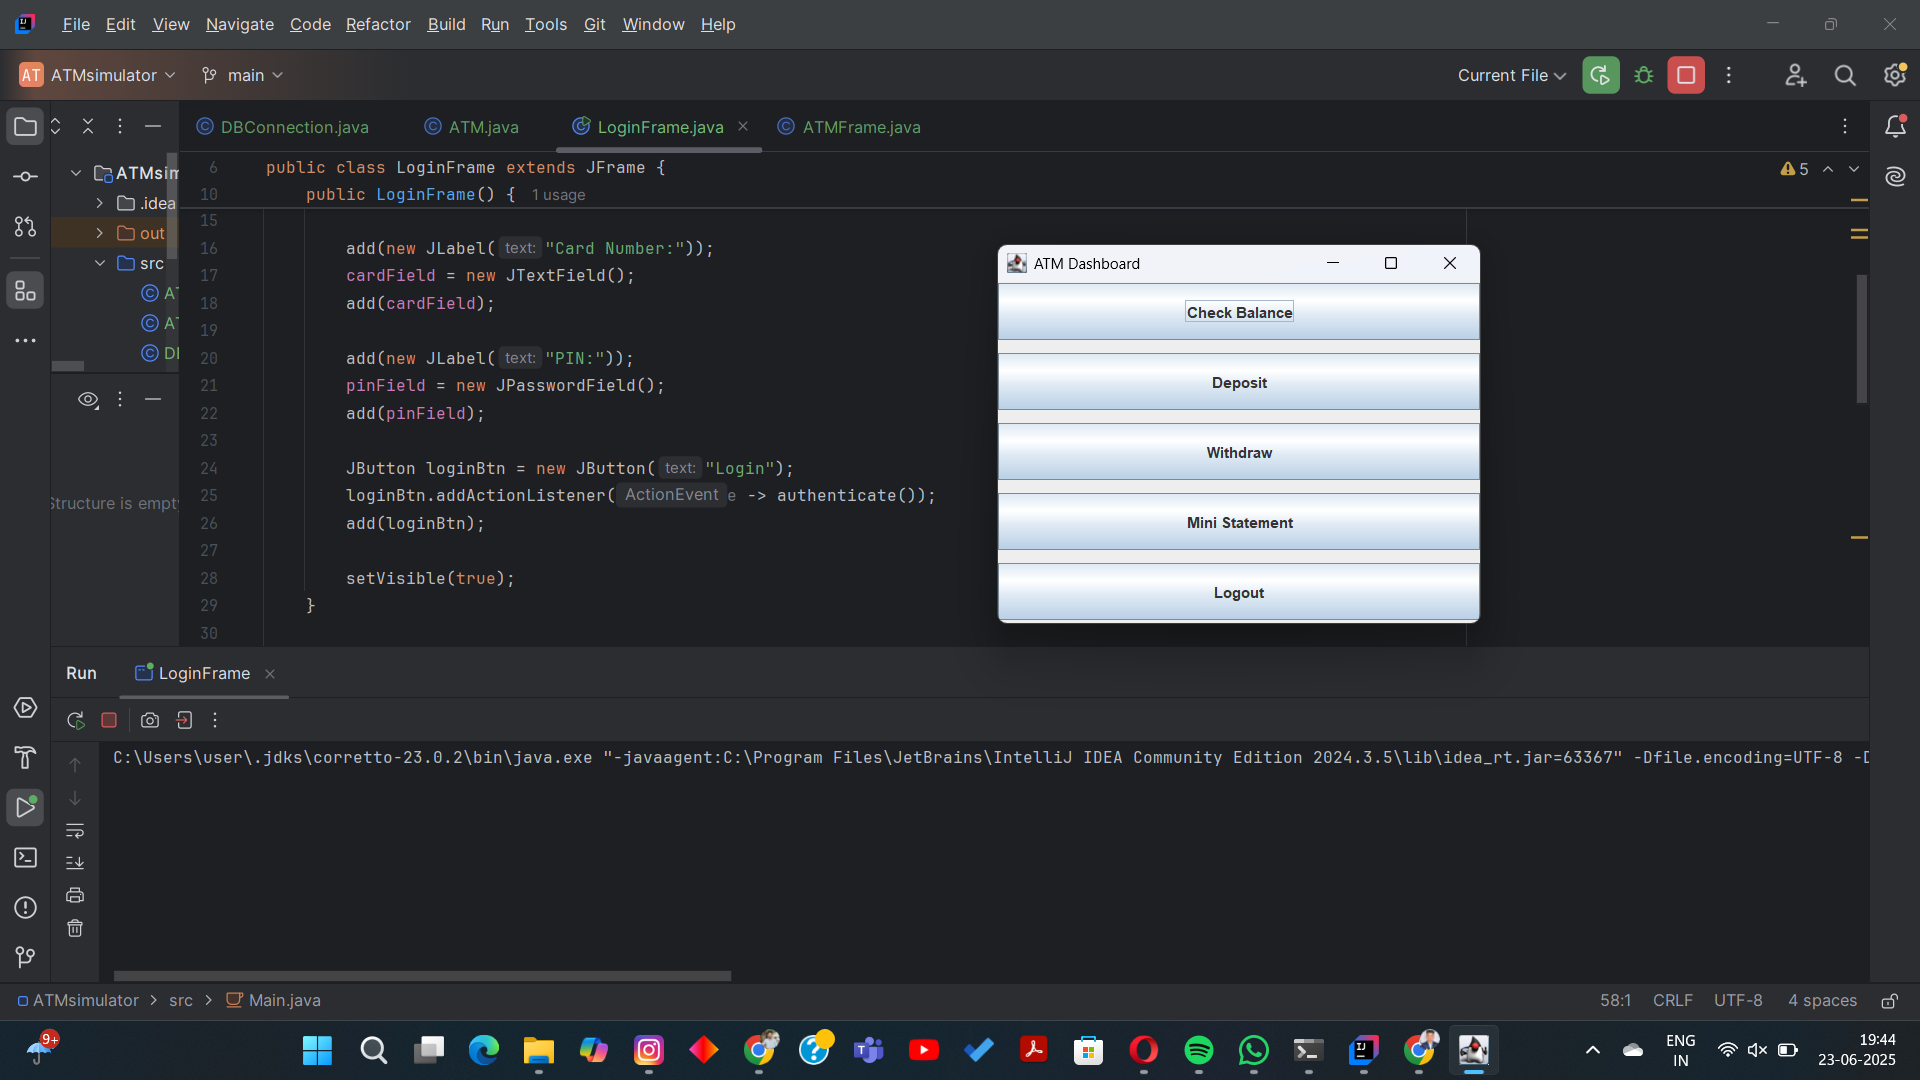 File Edit View Navigate Code Refactor Build Run Tools Git Window Help
AT ATMsimulator main Current File
DBConnection.java ATM.java LoginFrame.java ATMFrame.java
ATMsim
.idea
out
src
AT
AT
DB
Structure is empty
5
6 public class LoginFrame extends JFrame {
10 public LoginFrame() { 1 usage
15
16 add(new JLabel( text: "Card Number:"));
17 cardField = new JTextField();
18 add(cardField);
19
20 add(new JLabel( text: "PIN:"));
21 pinField = new JPasswordField();
22 add(pinField);
23
24 JButton loginBtn = new JButton( text: "Login");
25 loginBtn.addActionListener( ActionEvent e -> authenticate());
26 add(loginBtn);
27
28 setVisible(true);
29 }
30
ATM Dashboard
Check Balance
Deposit
Withdraw
Mini Statement
Logout
Run LoginFrame
C:\Users\user\.jdks\corretto-23.0.2\bin\java.exe "-javaagent:C:\Program Files\JetBrains\IntelliJ IDEA Community Edition 2024.3.5\lib\idea_rt.jar=63367" -Dfile.encoding=UTF-8 -D
ATMsimulator > src > Main.java 58:1 CRLF UTF-8 4 spaces
9+
ENG
IN
19:44
23-06-2025